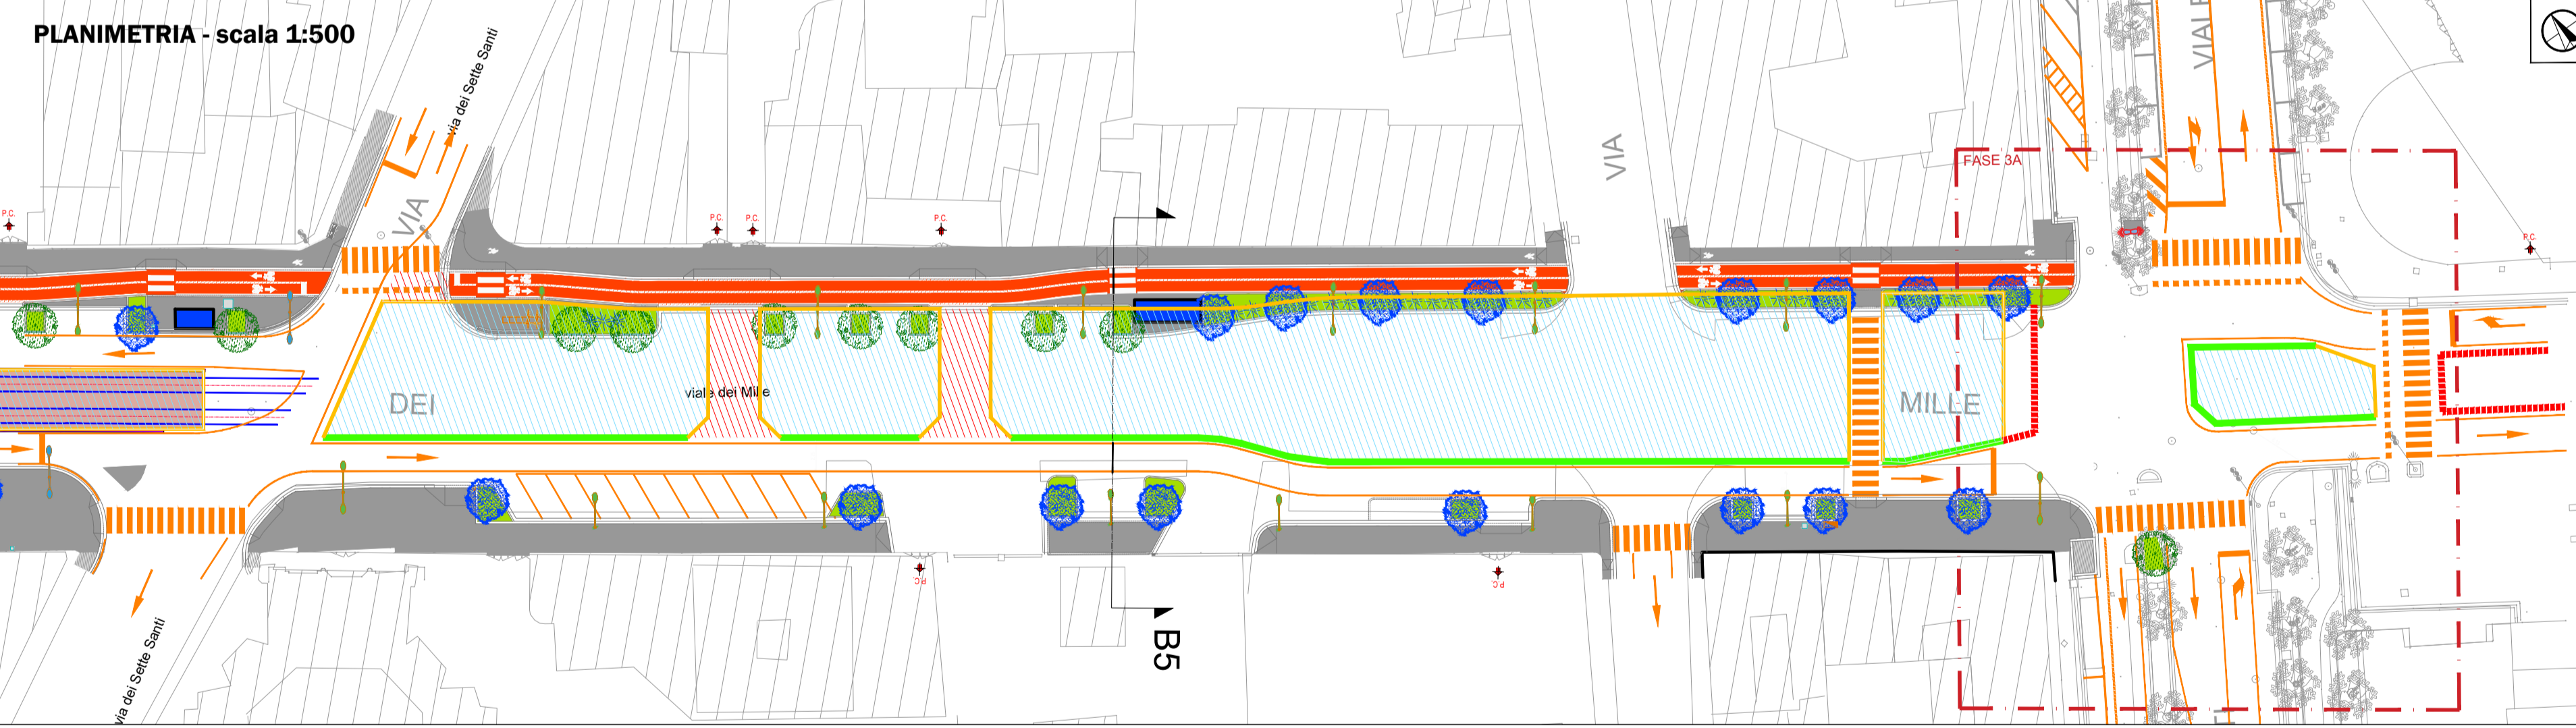 PLANIMETRIA - scala 1:500
via dei Sette Santi
VIALE
VIA
FASE 3A
VIA
P.C.
P.C.
P.C.
P.C.
P.C.
DEI
viale dei Mille
MILLE
P.C.
P.C.
B5
via dei Sette Santi